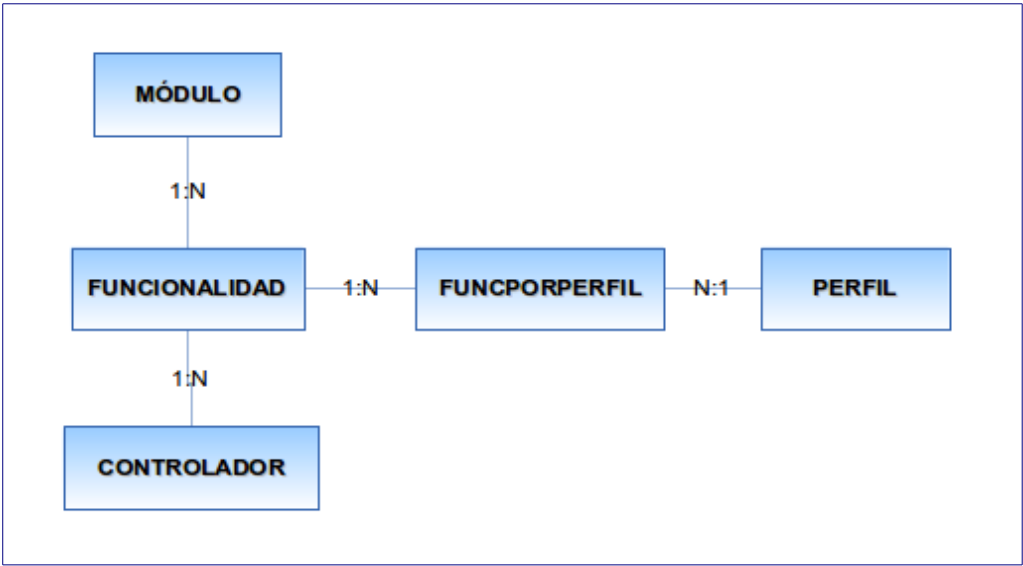 MÓDULO
1:N
FUNCIONALIDAD
1:N
FUNCPORPERFIL
N:1
PERFIL
1:N
CONTROLADOR